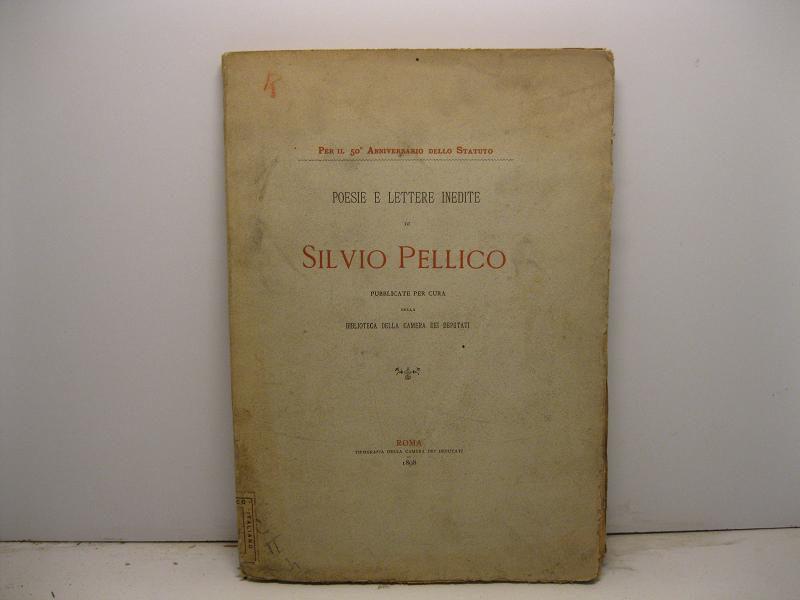 Per il 50° Anniversario dello Statuto
POESIE E LETTERE INEDITE
DI
SILVIO PELLICO
PUBBLICATE PER CURA
DELLA
BIBLIOTECA DELLA CAMERA DEI DEPUTATI
ROMA
TIPOGRAFIA DELLA CAMERA DEI DEPUTATI
1898
ITALIANO